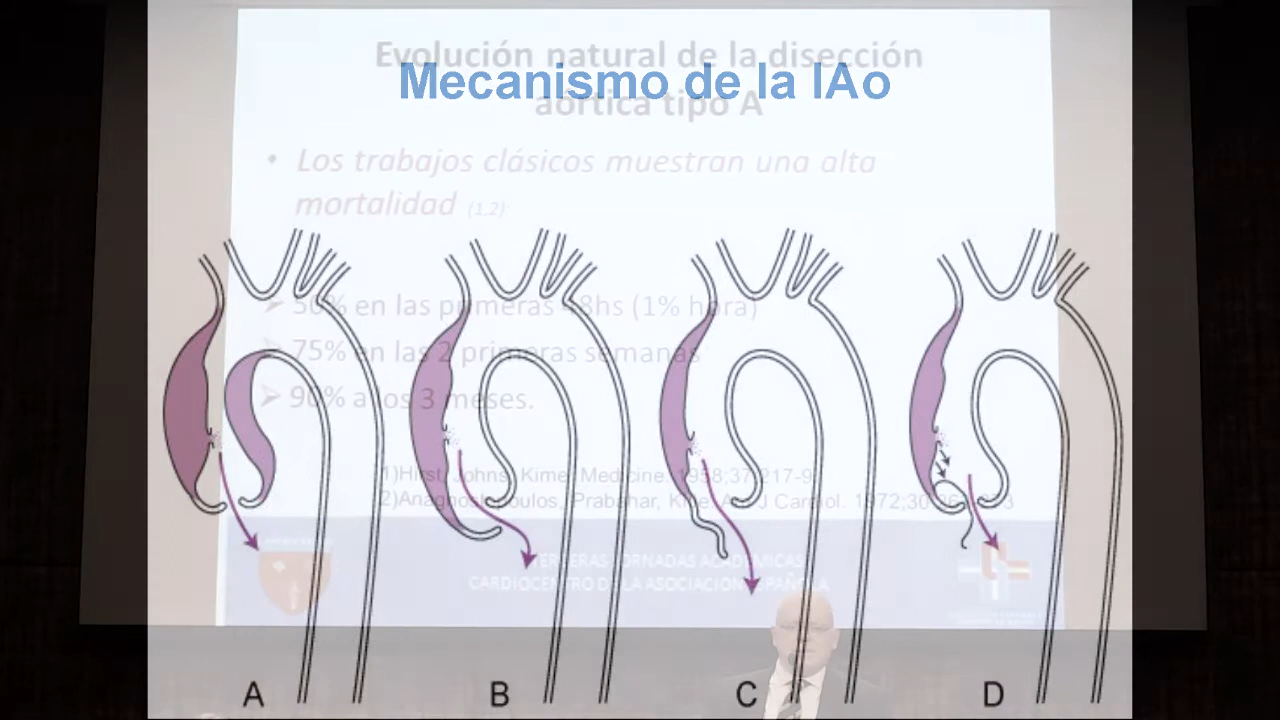 Evolución natural de la disección
Mecanismo de la IAo
aórtica tipo A
• Los trabajos clásicos muestran una alta
mortalidad (1.2)
➢ 50% en las primeras 48hs (1% hora)
➢ 75% en las 2 primeras semanas
➢ 90% a los 3 meses.
1)Hirst, Johns, Kime. Medicine. 1958;37:217-9
2)Anagnostopoulos, Prabahar, Kittle. Am J Cardiol. 1972;30
TERCERAS JORNADAS ACADEMICAS
CARDIOCENTRO DE LA ASOCIACION ESPAÑOLA
A B C D